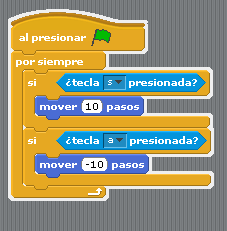 al presionar
por siempre
si ¿tecla s presionada?
mover 10 pasos
si ¿tecla a presionada?
mover -10 pasos